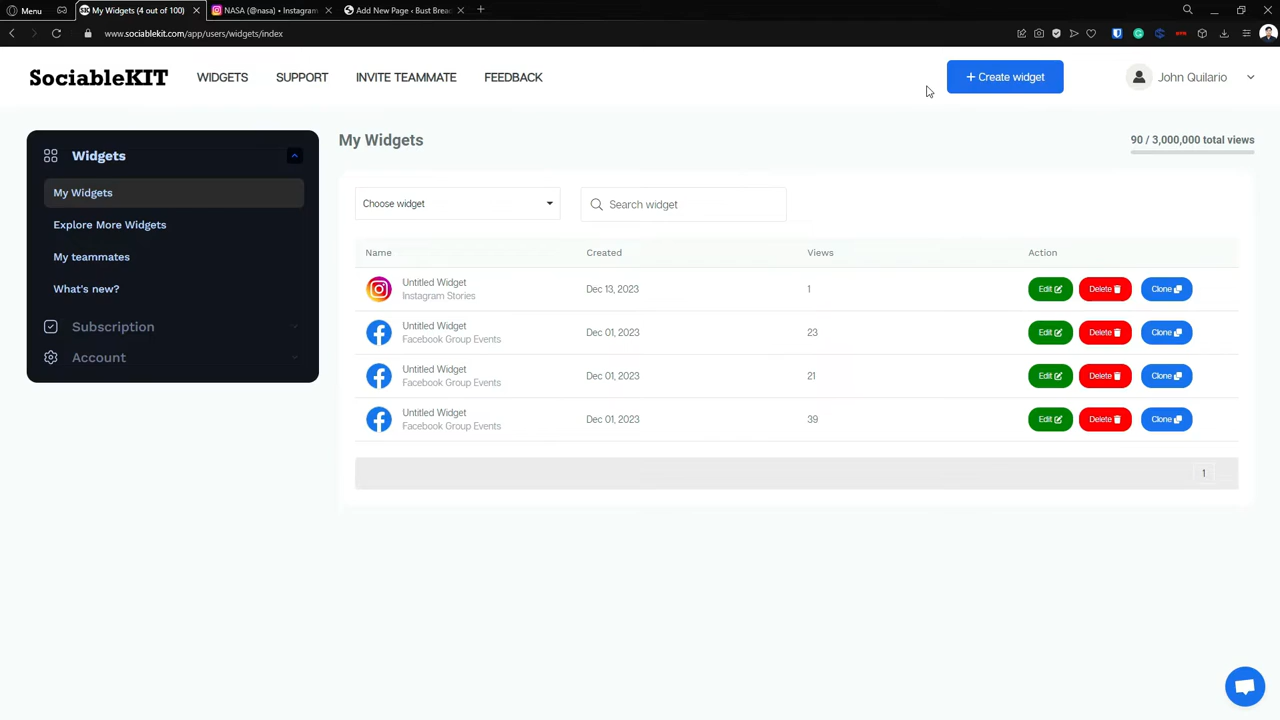 Menu
My Widgets (4 out of 100)
NASA (@nasa) • Instagram
Add New Page ‹ Bust Brea
www.sociablekit.com/app/users/widgets/index
SociableKIT
WIDGETS
SUPPORT
INVITE TEAMMATE
FEEDBACK
+ Create widget
John Quilario
Widgets
My Widgets
Explore More Widgets
My teammates
What's new?
Subscription
Account
My Widgets
90 / 3,000,000 total views
Choose widget
Search widget
Name Created Views Action
Untitled Widget
Instagram Stories
Dec 13, 2023 1 Edit Delete Clone
Untitled Widget
Facebook Group Events
Dec 01, 2023 23 Edit Delete Clone
Untitled Widget
Facebook Group Events
Dec 01, 2023 21 Edit Delete Clone
Untitled Widget
Facebook Group Events
Dec 01, 2023 39 Edit Delete Clone
1